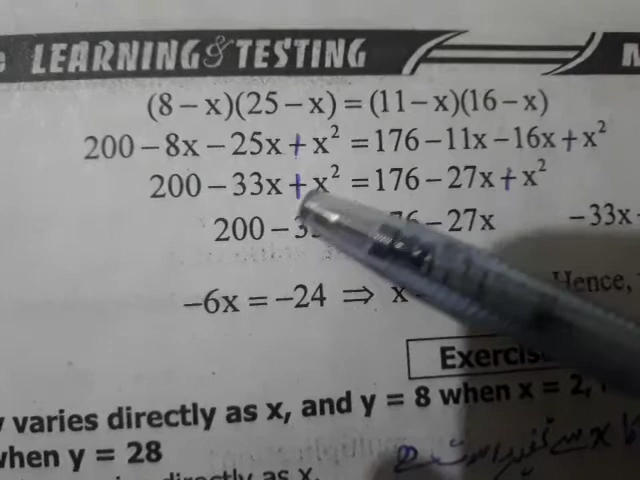 LEARNING & TESTING
(8 − x)(25 − x) = (11 − x)(16 − x)
200 − 8x − 25x + x² = 176 − 11x − 16x + x²
200 − 33x + x² = 176 − 27x + x²
200 − − 27x −33x
−6x = −24 ⇒ x Hence,
varies directly as x, and y = 8 when x = 2,
when y = 28
directly as x.